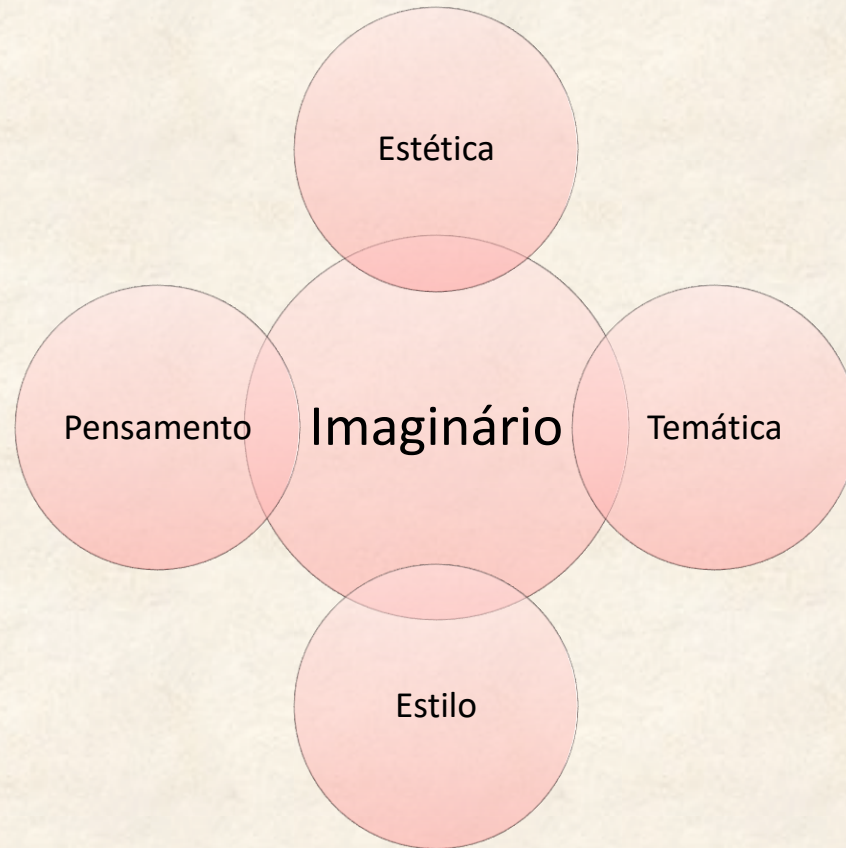 Estética
Pensamento
Imaginário
Temática
Estilo